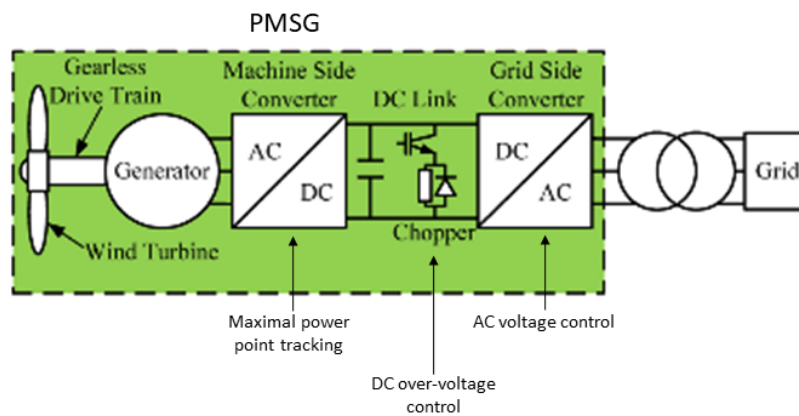 PMSG
Gearless
Drive Train
Machine Side
Converter
DC Link
Grid Side
Converter
Generator
AC
DC
DC
AC
Grid
Chopper
Wind Turbine
Maximal power
point tracking
AC voltage control
DC over-voltage
control